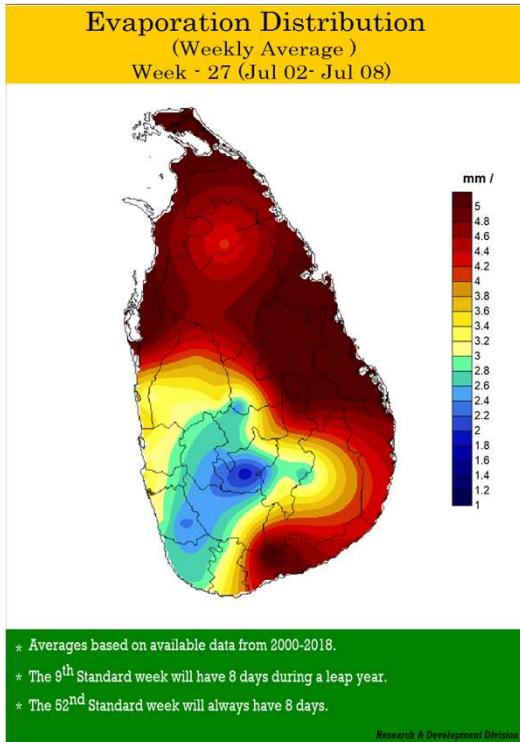 Evaporation Distribution
(Weekly Average )
Week - 27 (Jul 02- Jul 08)
mm /
5
4.8
4.6
4.4
4.2
4
3.8
3.6
3.4
3.2
3
2.8
2.6
2.4
2.2
2
1.8
1.6
1.4
1.2
1
* Averages based on available data from 2000-2018.
* The 9th Standard week will have 8 days during a leap year.
* The 52nd Standard week will always have 8 days.
Research & Development Division